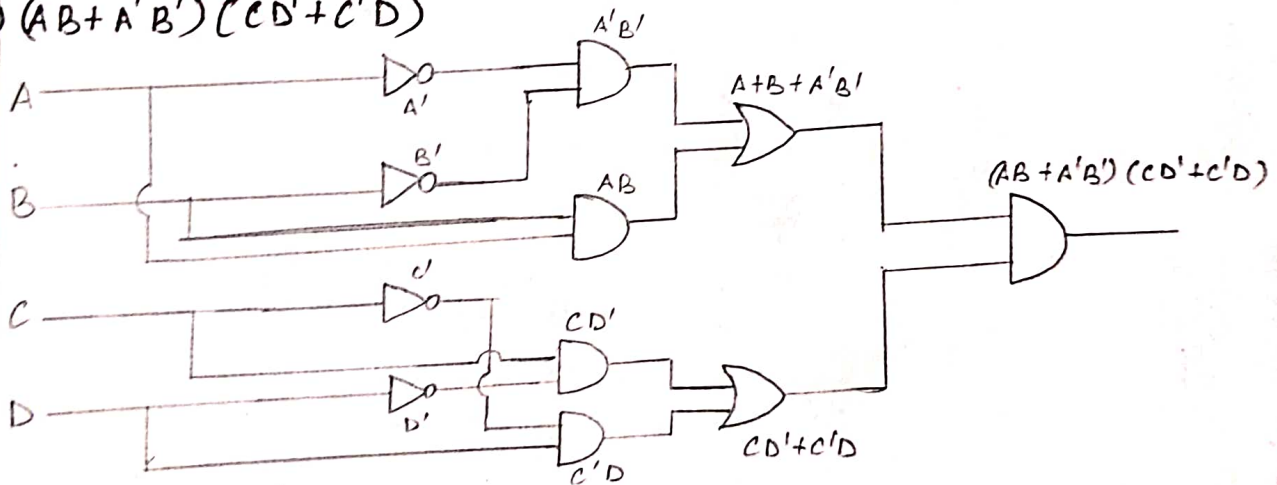 ) (AB+A'B')(CD'+C'D)
A'B'
A
A'
A+B+A'B'
B'
B
AB
(AB+A'B')(CD'+C'D)
C'
C
CD'
D
D'
CD'+C'D
C'D